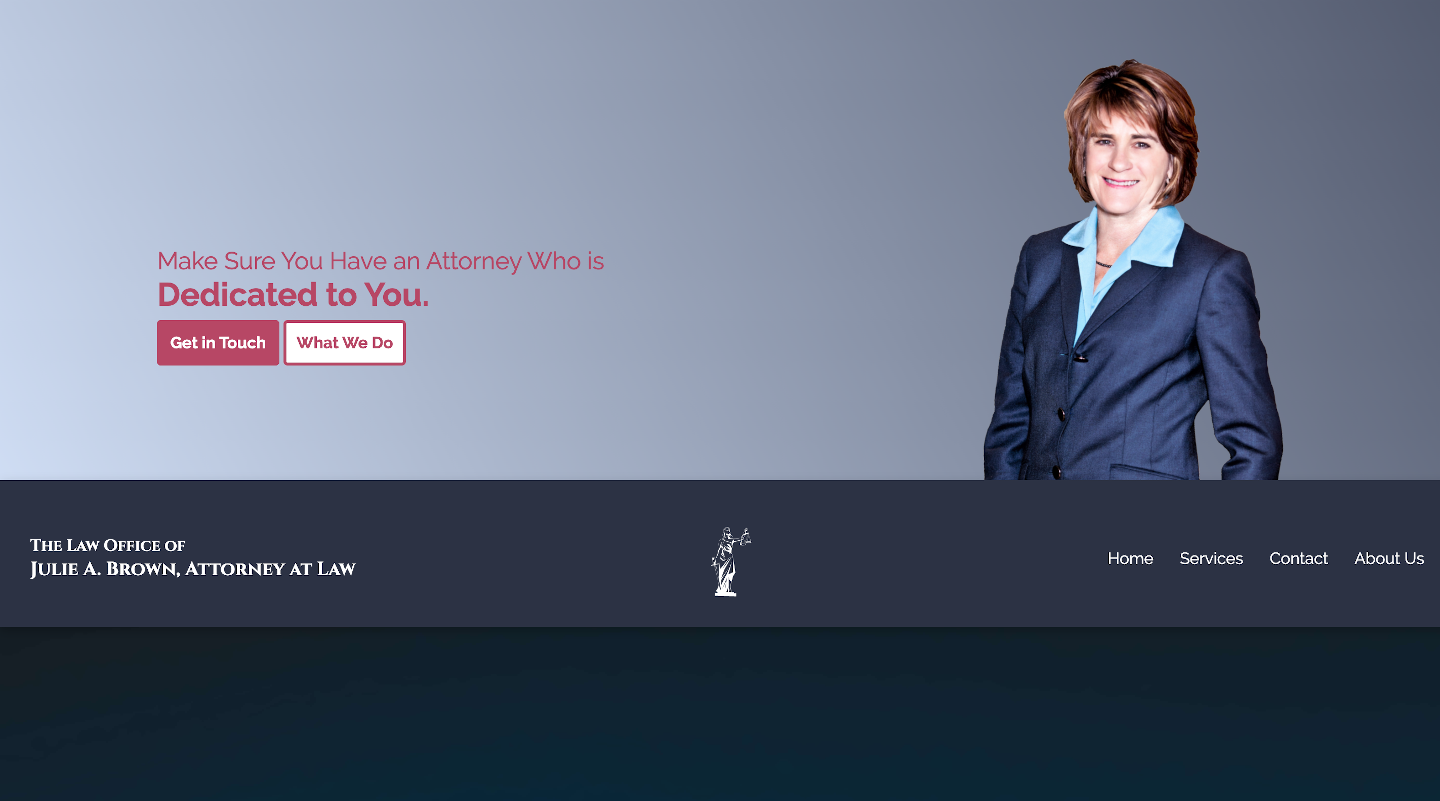 Make Sure You Have an Attorney Who is
Dedicated to You.
Get in Touch
What We Do
The Law Office of
Julie A. Brown, Attorney at Law
Home
Services
Contact
About Us